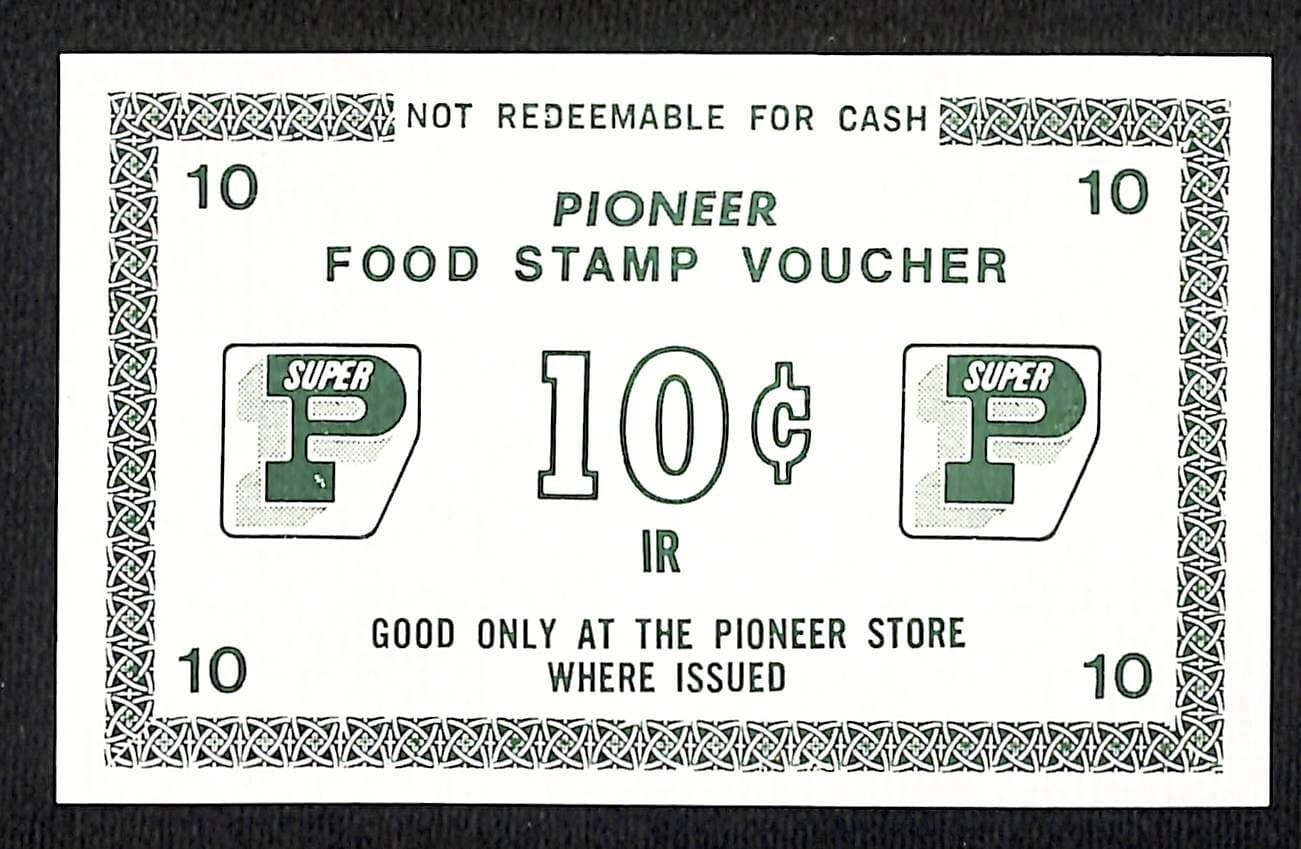 NOT REDEEMABLE FOR CASH
10 10
PIONEER
FOOD STAMP VOUCHER
SUPER P 10¢ SUPER P
IR
GOOD ONLY AT THE PIONEER STORE
WHERE ISSUED
10 10